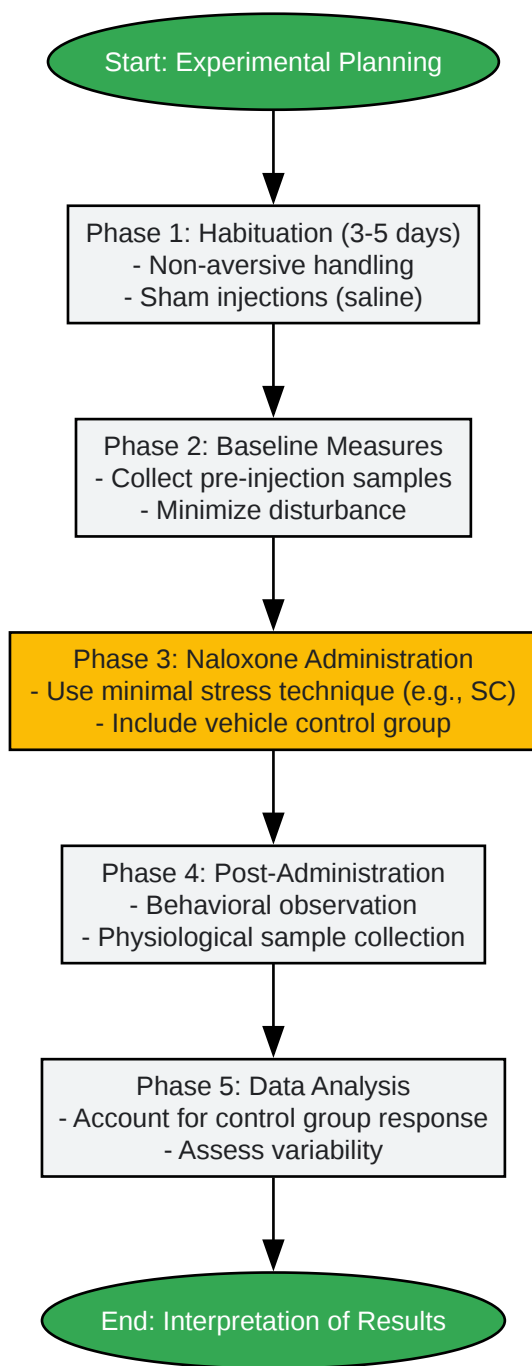 Start: Experimental Planning
Phase 1: Habituation (3-5 days)
- Non-aversive handling
- Sham injections (saline)
Phase 2: Baseline Measures
- Collect pre-injection samples
- Minimize disturbance
Phase 3: Naloxone Administration
- Use minimal stress technique (e.g., SC)
- Include vehicle control group
Phase 4: Post-Administration
- Behavioral observation
- Physiological sample collection
Phase 5: Data Analysis
- Account for control group response
- Assess variability
End: Interpretation of Results